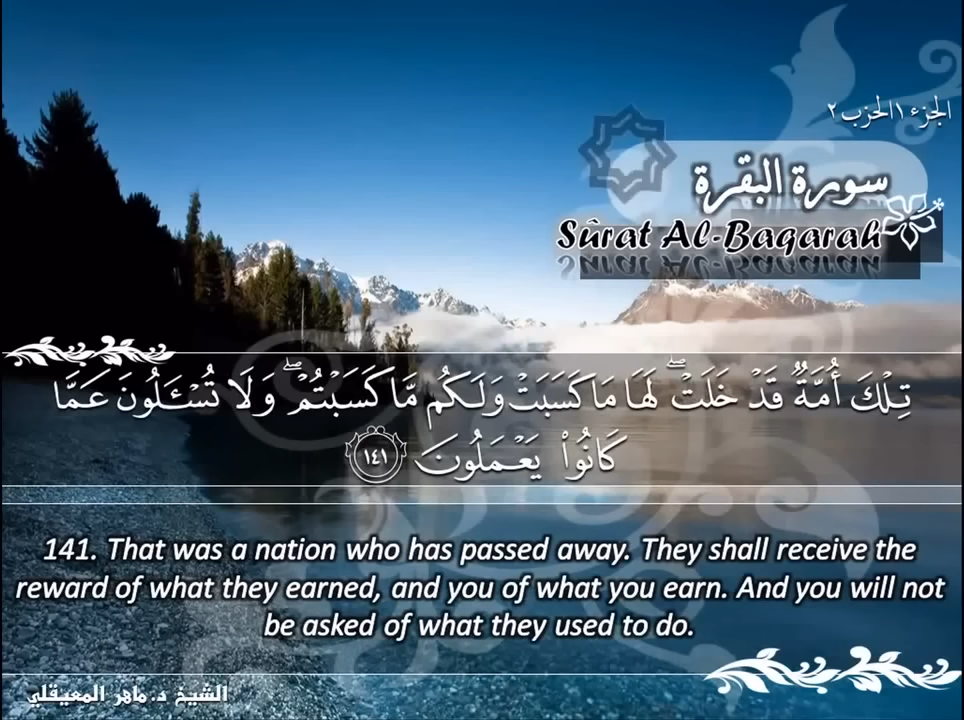 الجزء ١ الحزب ٢
سورة البقرة
Sûrat Al-Baqarah
تِلْكَ أُمَّةٌ قَدْ خَلَتْ ۖ لَهَا مَا كَسَبَتْ وَلَكُم مَّا كَسَبْتُمْ ۖ وَلَا تُسْـَٔلُونَ عَمَّا
كَانُوا۟ يَعْمَلُونَ ١٤١
141. That was a nation who has passed away. They shall receive the
reward of what they earned, and you of what you earn. And you will not
be asked of what they used to do.
الشيخ د. ماهر المعيقلي